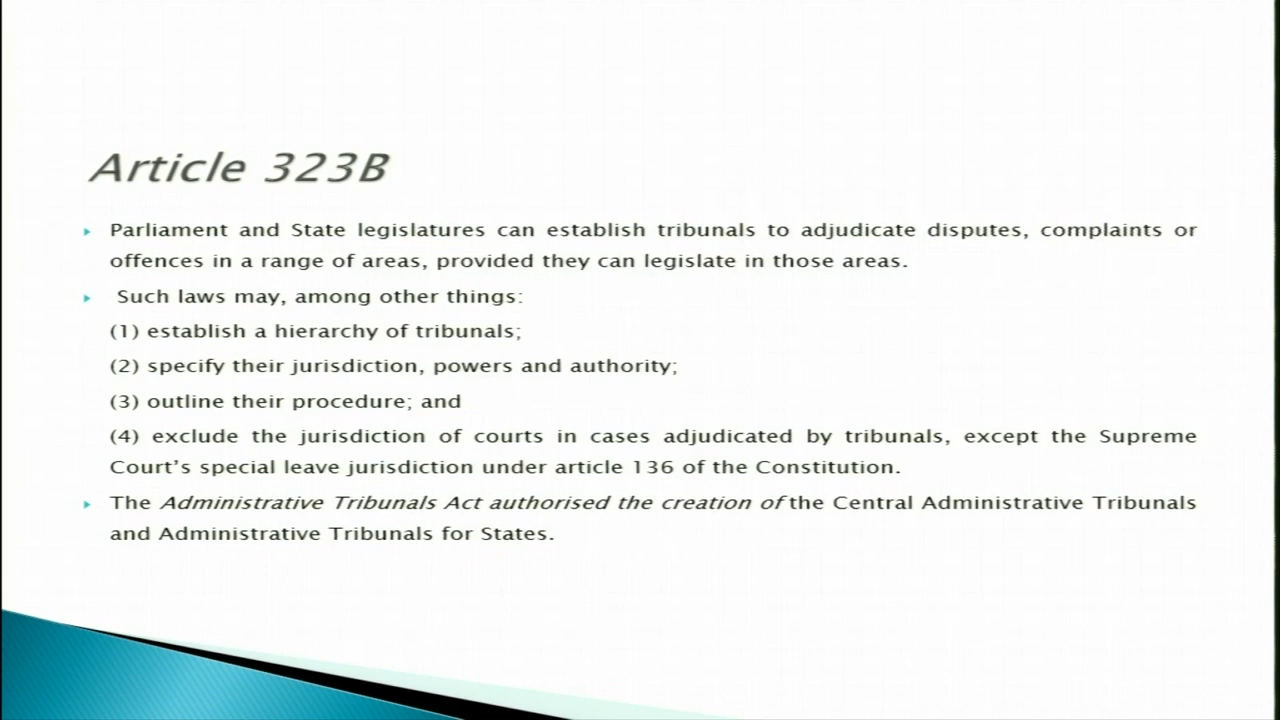 Article 323B
Parliament and State legislatures can establish tribunals to adjudicate disputes, complaints or
offences in a range of areas, provided they can legislate in those areas.
Such laws may, among other things:
(1) establish a hierarchy of tribunals;
(2) specify their jurisdiction, powers and authority;
(3) outline their procedure; and
(4) exclude the jurisdiction of courts in cases adjudicated by tribunals, except the Supreme
Court’s special leave jurisdiction under article 136 of the Constitution.
The Administrative Tribunals Act authorised the creation of the Central Administrative Tribunals
and Administrative Tribunals for States.